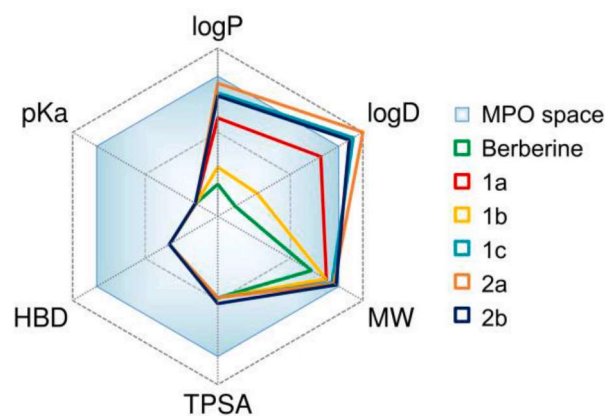 logP
pKa
logD
HBD
MW
TPSA
MPO space
Berberine
1a
1b
1c
2a
2b